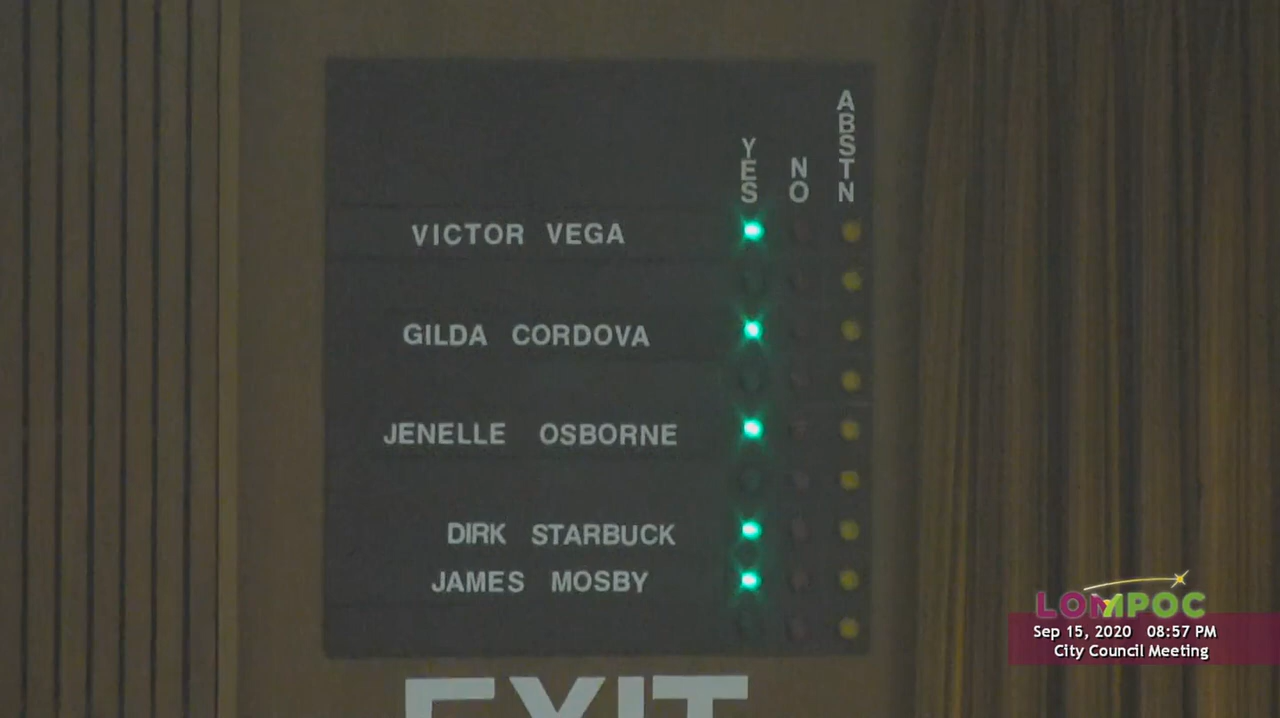 YES NO ABSTN
VICTOR VEGA
GILDA CORDOVA
JENELLE OSBORNE
DIRK STARBUCK
JAMES MOSBY
EXIT
LOMPOC
Sep 15, 2020 08:57 PM
City Council Meeting